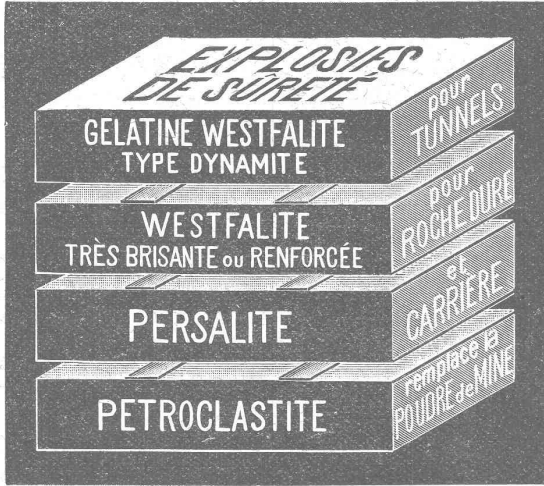 EXPLOSIFS
DE SÛRETÉ
GELATINE WESTFALITE
TYPE DYNAMITE
pour
TUNNELS
WESTFALITE
TRÈS BRISANTE ou RENFORCÉE
pour
ROCHE DURE
PERSALITE
et
CARRIÈRE
PETROCLASTITE
remplace la
POUDRE de MINE